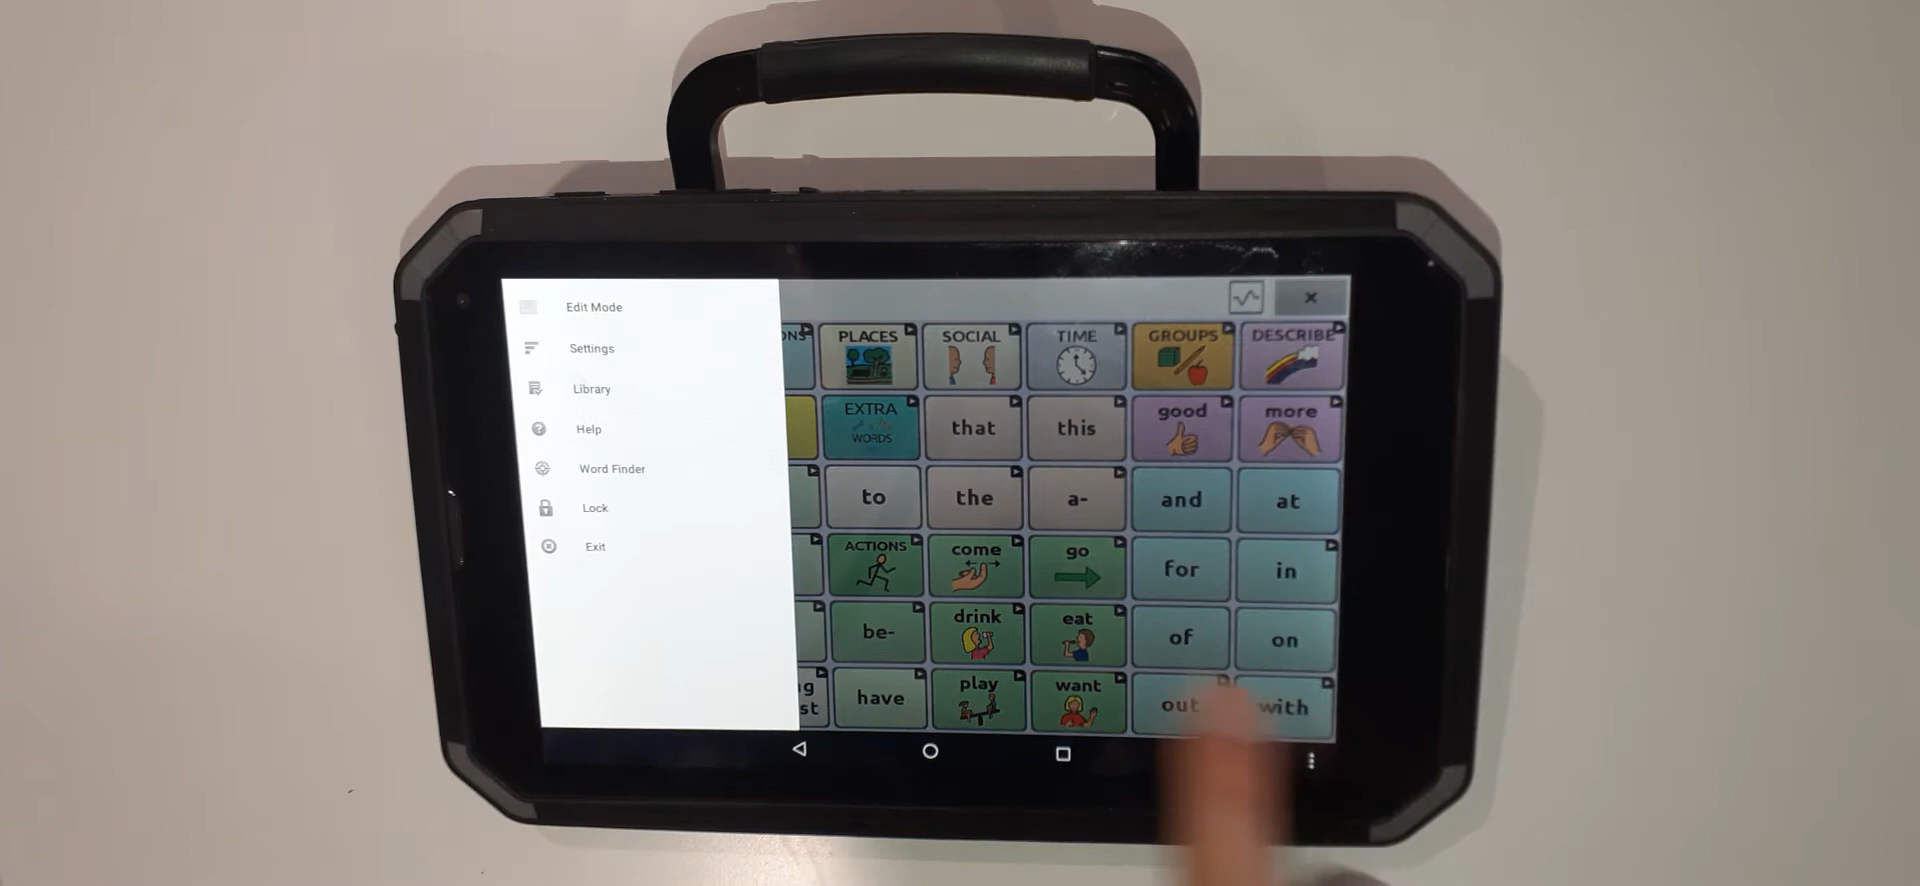 Edit Mode
Settings
Library
Help
Word Finder
Lock
Exit
PLACES SOCIAL TIME GROUPS DESCRIBE
EXTRA WORDS that this good more
to the a- and at
ACTIONS come go for in
be- drink eat of on
have play want out with